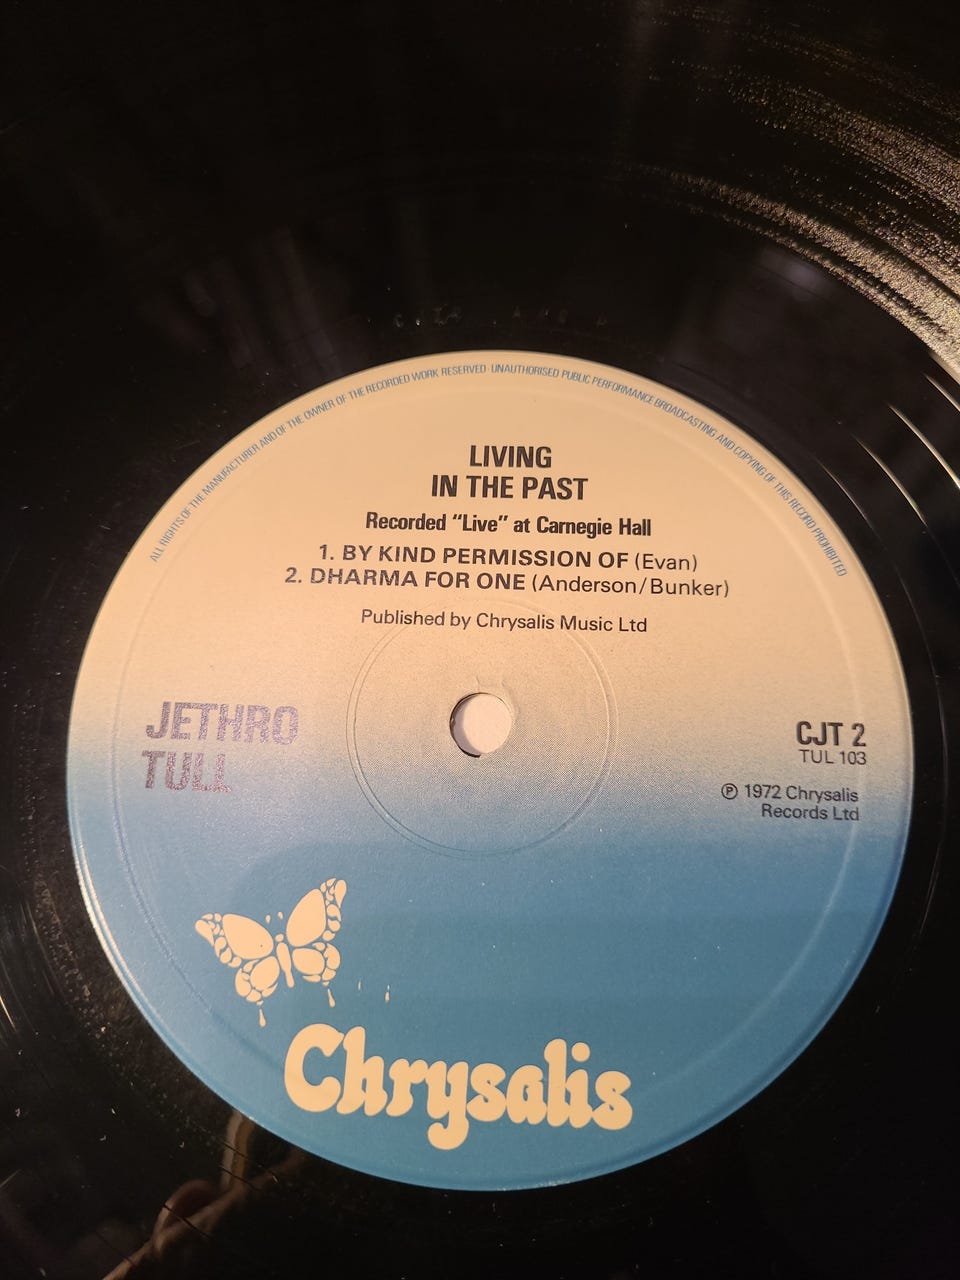 ALL RIGHTS OF THE MANUFACTURER AND OF THE OWNER OF THE RECORDED WORK RESERVED · UNAUTHORISED PUBLIC PERFORMANCE BROADCASTING AND COPYING OF THIS RECORD PROHIBITED
LIVING
IN THE PAST
Recorded "Live" at Carnegie Hall
1. BY KIND PERMISSION OF (Evan)
2. DHARMA FOR ONE (Anderson/Bunker)
Published by Chrysalis Music Ltd
JETHRO
TULL
CJT 2
TUL 103
℗ 1972 Chrysalis
Records Ltd
Chrysalis